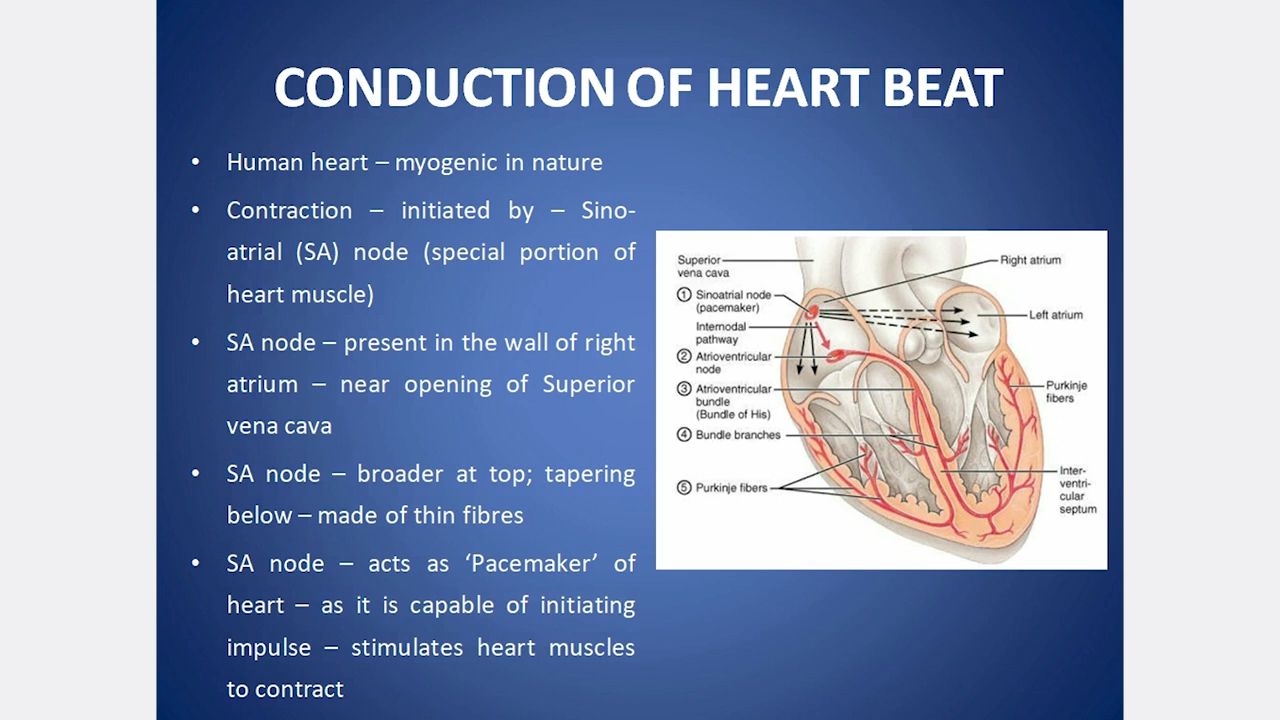 CONDUCTION OF HEART BEAT
• Human heart – myogenic in nature
• Contraction – initiated by – Sino-
atrial (SA) node (special portion of
heart muscle)
• SA node – present in the wall of right
atrium – near opening of Superior
vena cava
• SA node – broader at top; tapering
below – made of thin fibres
• SA node – acts as ‘Pacemaker’ of
heart – as it is capable of initiating
impulse – stimulates heart muscles
to contract
Superior
vena cava
① Sinoatrial node
(pacemaker)
Internodal
pathway
② Atrioventricular
node
③ Atrioventricular
bundle
(Bundle of His)
④ Bundle branches
⑤ Purkinje fibers
Right atrium
Left atrium
Purkinje
fibers
Inter-
ventri-
cular
septum